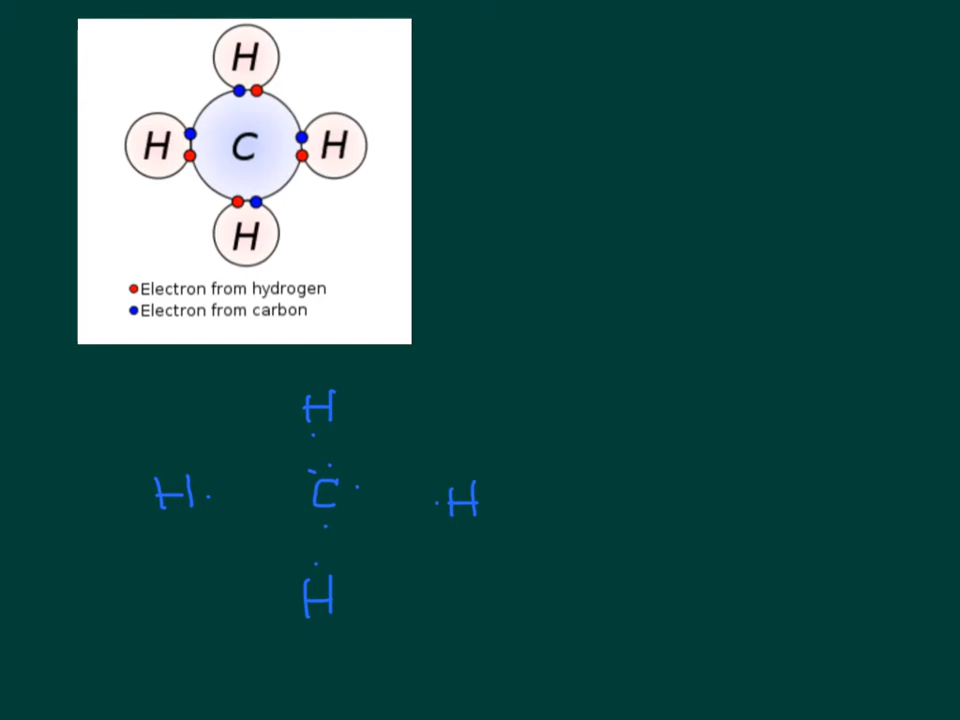 H
H C H
H
Electron from hydrogen
Electron from carbon
H
H C H
H